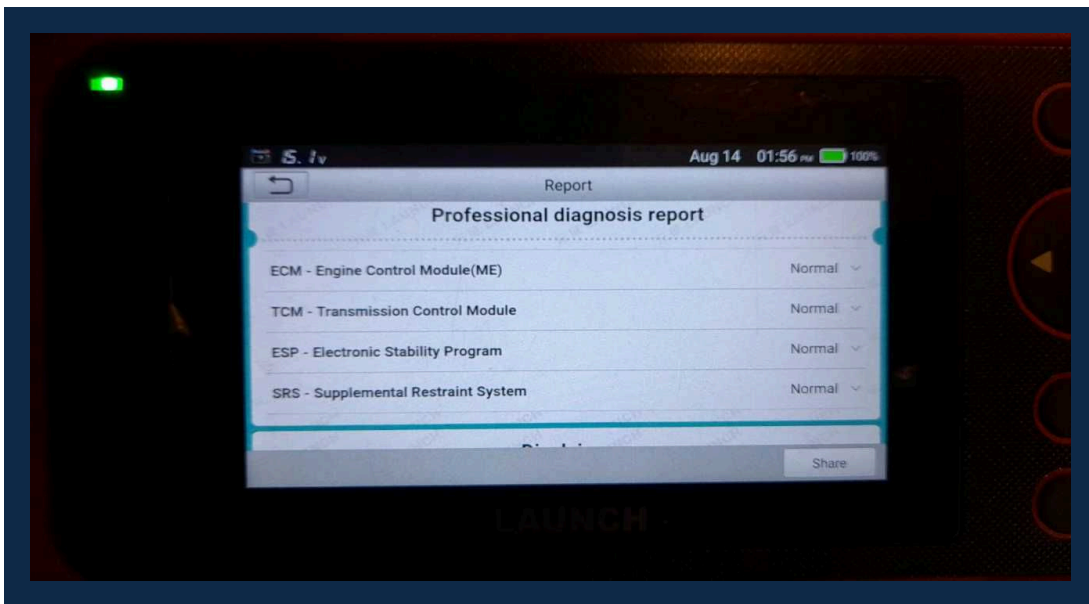 Aug 14 01:56 PM 100%
Report
Professional diagnosis report
ECM - Engine Control Module(ME) Normal
TCM - Transmission Control Module Normal
ESP - Electronic Stability Program Normal
SRS - Supplemental Restraint System Normal
Share
LAUNCH